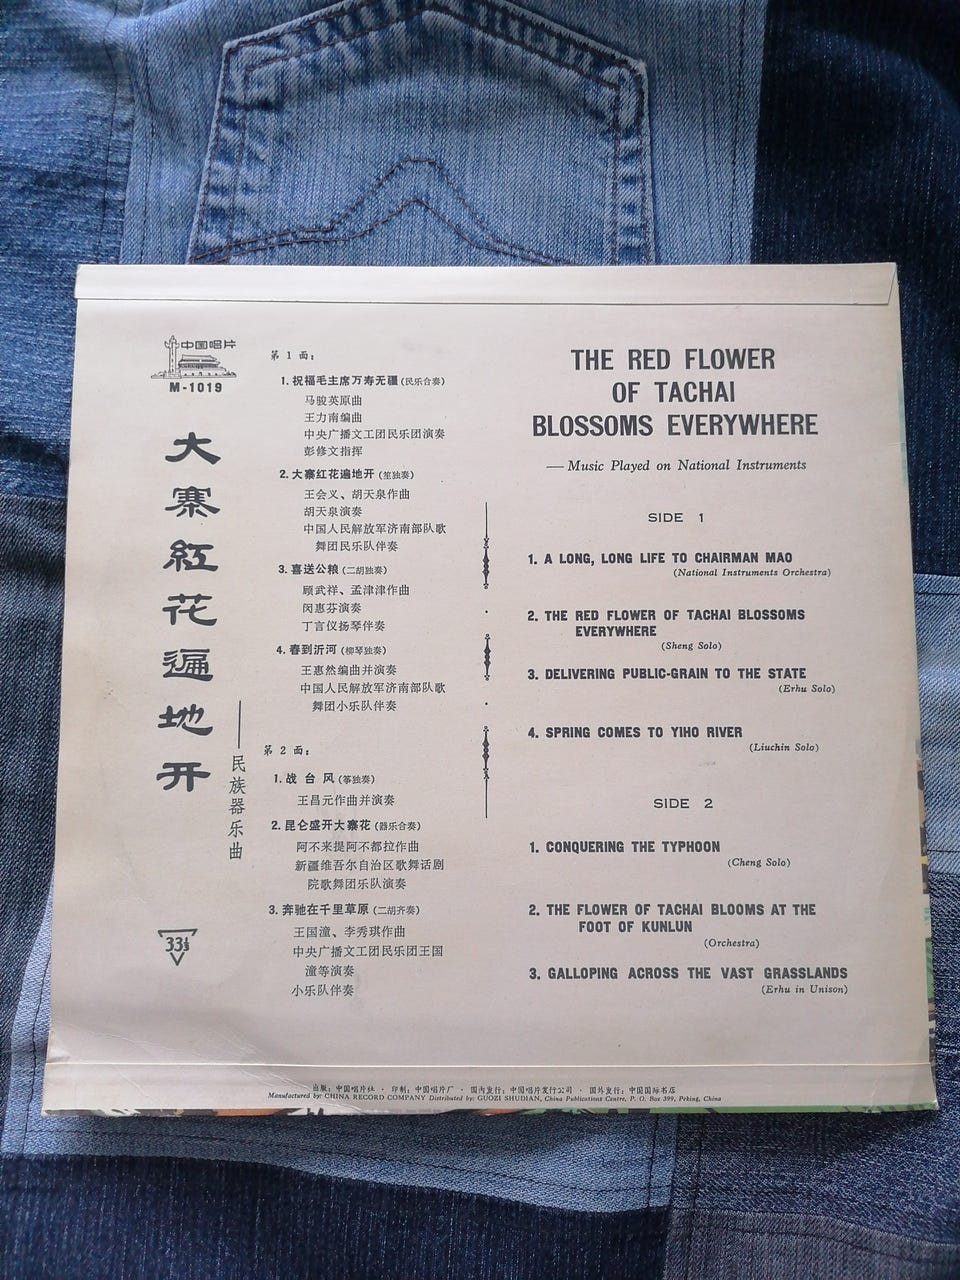 中国唱片
M-1019
大寨紅花遍地开
——民族器乐曲
33⅓
第1面：
1. 祝福毛主席万寿无疆（民乐合奏）
马骏英原曲
王力南编曲
中央广播文工团民乐团演奏
彭修文指挥
2. 大寨红花遍地开（笙独奏）
王会义、胡天泉作曲
胡天泉演奏
中国人民解放军济南部队歌
舞团民乐队伴奏
3. 喜送公粮（二胡独奏）
顾武祥、孟津津作曲
闵惠芬演奏
丁言仪扬琴伴奏
4. 春到沂河（柳琴独奏）
王惠然编曲并演奏
中国人民解放军济南部队歌
舞团小乐队伴奏
第2面：
1. 战台风（筝独奏）
王昌元作曲并演奏
2. 昆仑盛开大寨花（器乐合奏）
阿不来提阿不都拉作曲
新疆维吾尔自治区歌舞话剧
院歌舞团乐队演奏
3. 奔驰在千里草原（二胡齐奏）
王国潼、李秀琪作曲
中央广播文工团民乐团王国
潼等演奏
小乐队伴奏
THE RED FLOWER
OF TACHAI
BLOSSOMS EVERYWHERE
— Music Played on National Instruments
SIDE 1
1. A LONG, LONG LIFE TO CHAIRMAN MAO
(National Instruments Orchestra)
2. THE RED FLOWER OF TACHAI BLOSSOMS
EVERYWHERE
(Sheng Solo)
3. DELIVERING PUBLIC-GRAIN TO THE STATE
(Erhu Solo)
4. SPRING COMES TO YIHO RIVER
(Liuchin Solo)
SIDE 2
1. CONQUERING THE TYPHOON
(Cheng Solo)
2. THE FLOWER OF TACHAI BLOOMS AT THE
FOOT OF KUNLUN
(Orchestra)
3. GALLOPING ACROSS THE VAST GRASSLANDS
(Erhu in Unison)
出版：中国唱片社 · 印制：中国唱片厂 · 国内发行：中国唱片发行公司 · 国外发行：中国国际书店
Manufactured by: CHINA RECORD COMPANY Distributed by: GUOZI SHUDIAN, China Publications Centre, P. O. Box 399, Peking, China